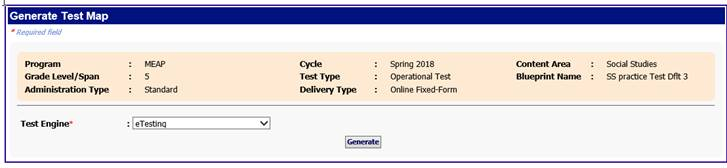 Generate Test Map
* Required field
Program : MEAP Cycle : Spring 2018 Content Area : Social Studies
Grade Level/Span : 5 Test Type : Operational Test Blueprint Name : SS practice Test Dflt 3
Administration Type : Standard Delivery Type : Online Fixed-Form
Test Engine* : eTesting
Generate